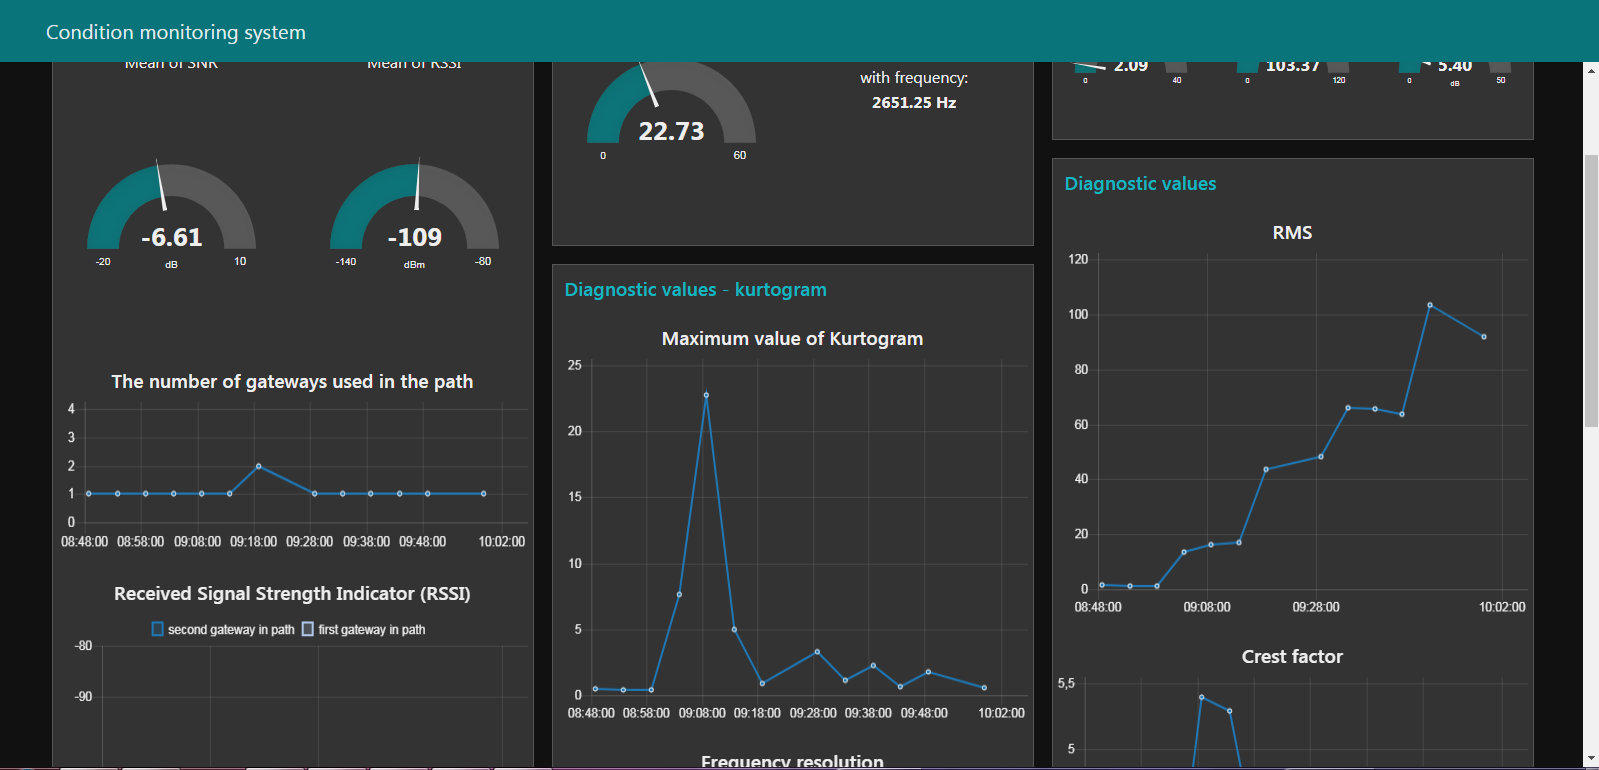 Condition monitoring system
Mean of SNR
Mean of RSSI
-6.61
-20
dB
10
-109
-140
dBm
-80
The number of gateways used in the path
4
3
2
1
0
08:48:00 08:58:00 09:08:00 09:18:00 09:28:00 09:38:00 09:48:00 10:02:00
Received Signal Strength Indicator (RSSI)
second gateway in path first gateway in path
-80
-90
22.73
0
60
with frequency:
2651.25 Hz
Diagnostic values - kurtogram
Maximum value of Kurtogram
25
20
15
10
5
0
08:48:00 08:58:00 09:08:00 09:18:00 09:28:00 09:38:00 09:48:00 10:02:00
Frequency resolution
2.09
0
40
103.37
0
120
5.40
0
dB
50
Diagnostic values
RMS
120
100
80
60
40
20
0
08:48:00 09:08:00 09:28:00 10:02:00
Crest factor
5,5
5